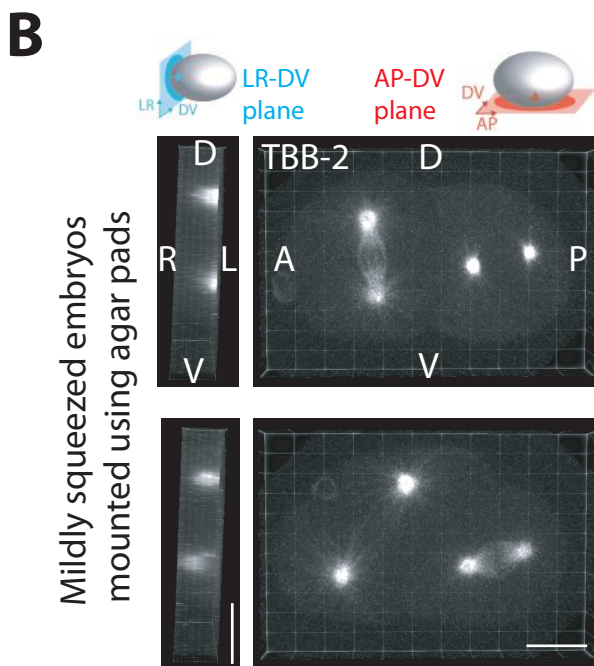 B
LR-DV
plane
AP-DV
plane
LR
DV
DV
AP
D
TBB-2
D
R
L
A
P
V
V
Mildly squeezed embryos
mounted using agar pads